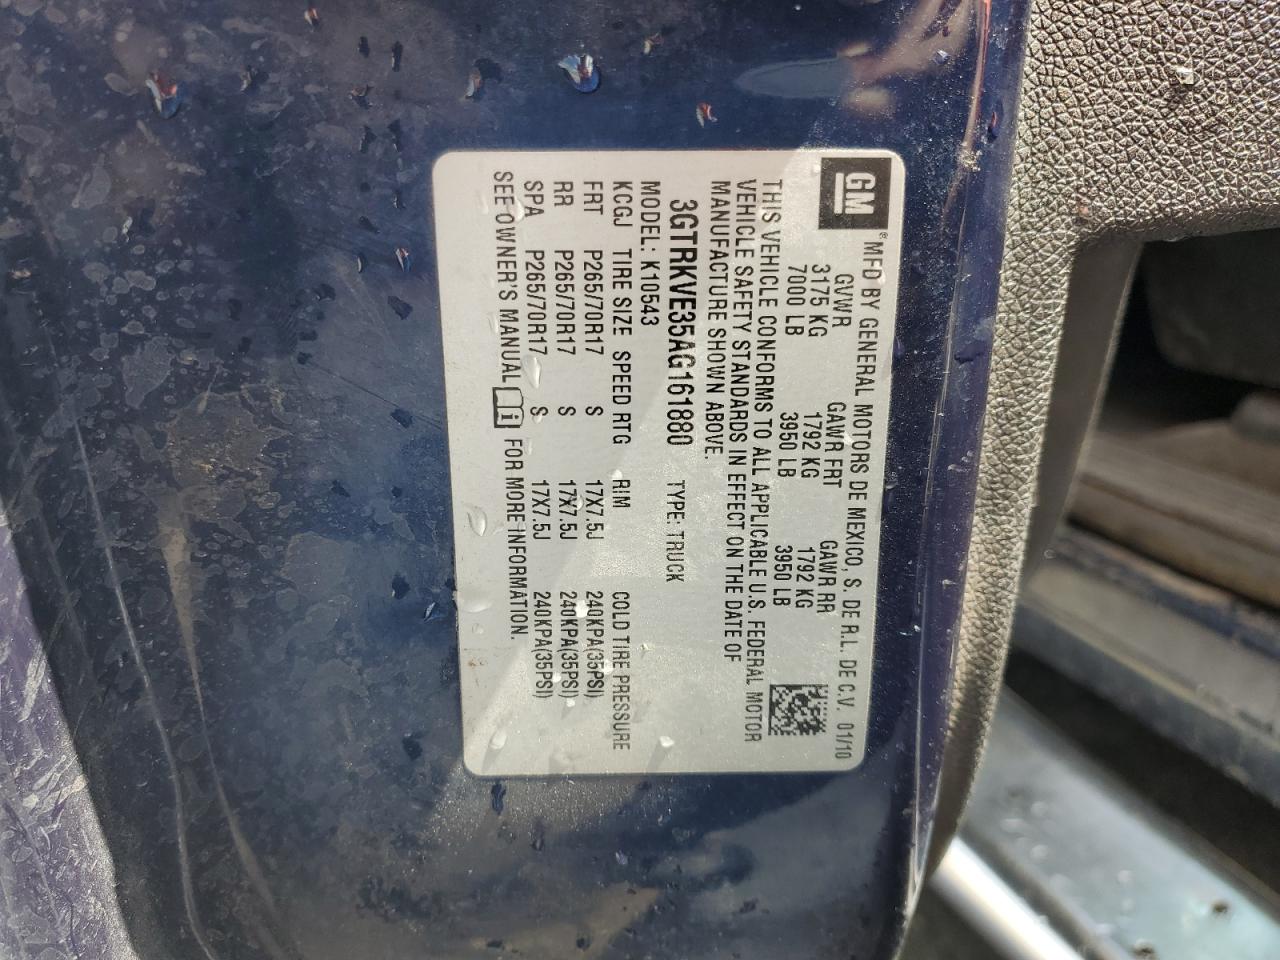 GM ® MFD BY GENERAL MOTORS DE MEXICO, S. DE R.L. DE C.V. 01/10
GVWR GAWR FRT GAWR RR
3175 KG 1792 KG 1792 KG
7000 LB 3950 LB 3950 LB
THIS VEHICLE CONFORMS TO ALL APPLICABLE U.S. FEDERAL MOTOR
VEHICLE SAFETY STANDARDS IN EFFECT ON THE DATE OF
MANUFACTURE SHOWN ABOVE.
3GTRKVE35AG161880 TYPE: TRUCK
MODEL: K10543
KCGJ TIRE SIZE SPEED RTG RIM COLD TIRE PRESSURE
FRT P265/70R17 S 17X7.5J 240KPA(35PSI)
RR P265/70R17 S 17X7.5J 240KPA(35PSI)
SPA P265/70R17 S 17X7.5J 240KPA(35PSI)
SEE OWNER'S MANUAL i FOR MORE INFORMATION.